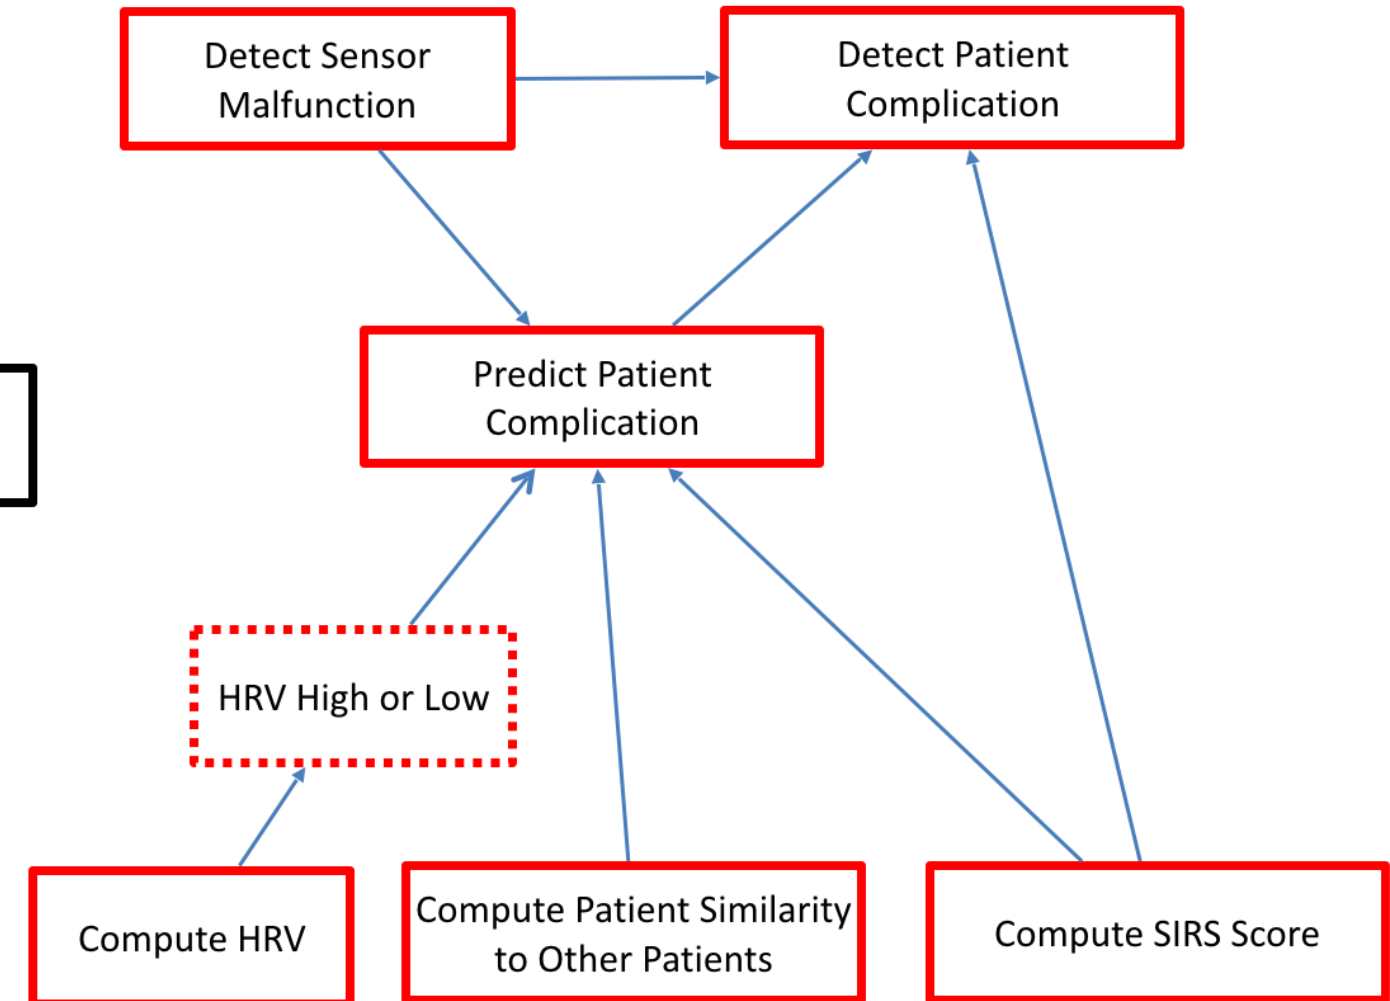 Detect Sensor
Malfunction
Detect Patient
Complication
Predict Patient
Complication
HRV High or Low
Compute HRV
Compute Patient Similarity
to Other Patients
Compute SIRS Score